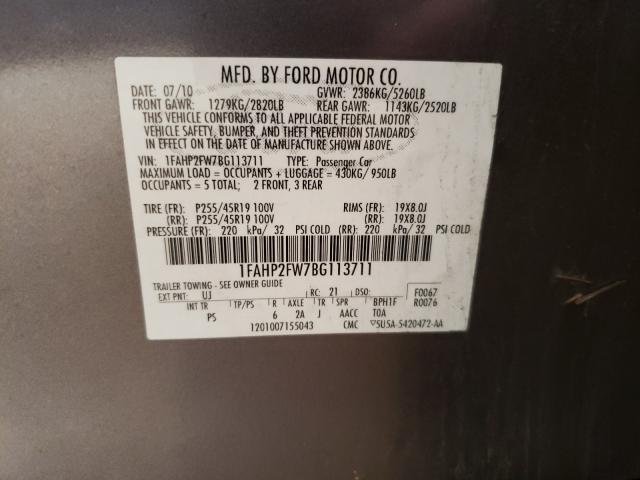 MFD. BY FORD MOTOR CO.
DATE: 07/10 GVWR: 2386KG/5260LB
FRONT GAWR: 1279KG/2820LB REAR GAWR: 1143KG/2520LB
THIS VEHICLE CONFORMS TO ALL APPLICABLE FEDERAL MOTOR
VEHICLE SAFETY, BUMPER, AND THEFT PREVENTION STANDARDS
IN EFFECT ON THE DATE OF MANUFACTURE SHOWN ABOVE.
VIN: 1FAHP2FW7BG113711 TYPE: Passenger Car
MAXIMUM LOAD = OCCUPANTS + LUGGAGE = 430KG/950LB
OCCUPANTS = 5 TOTAL; 2 FRONT, 3 REAR
TIRE (FR): P255/45R19 100V RIMS (FR): 19X8.0J
(RR): P255/45R19 100V (RR): 19X8.0J
PRESSURE (FR): 220 kPa/ 32 PSI COLD (RR): 220 kPa/ 32 PSI COLD
1FAHP2FW7BG113711
TRAILER TOWING - SEE OWNER GUIDE
EXT PNT: UJ RC: 21 DSO: F0067
INT TR TP/PS R AXLE TR SPR BPH1F R0076
PS 6 2A J AACC TOA
1201007155043 CMC ▽5U5A-5420472-AA